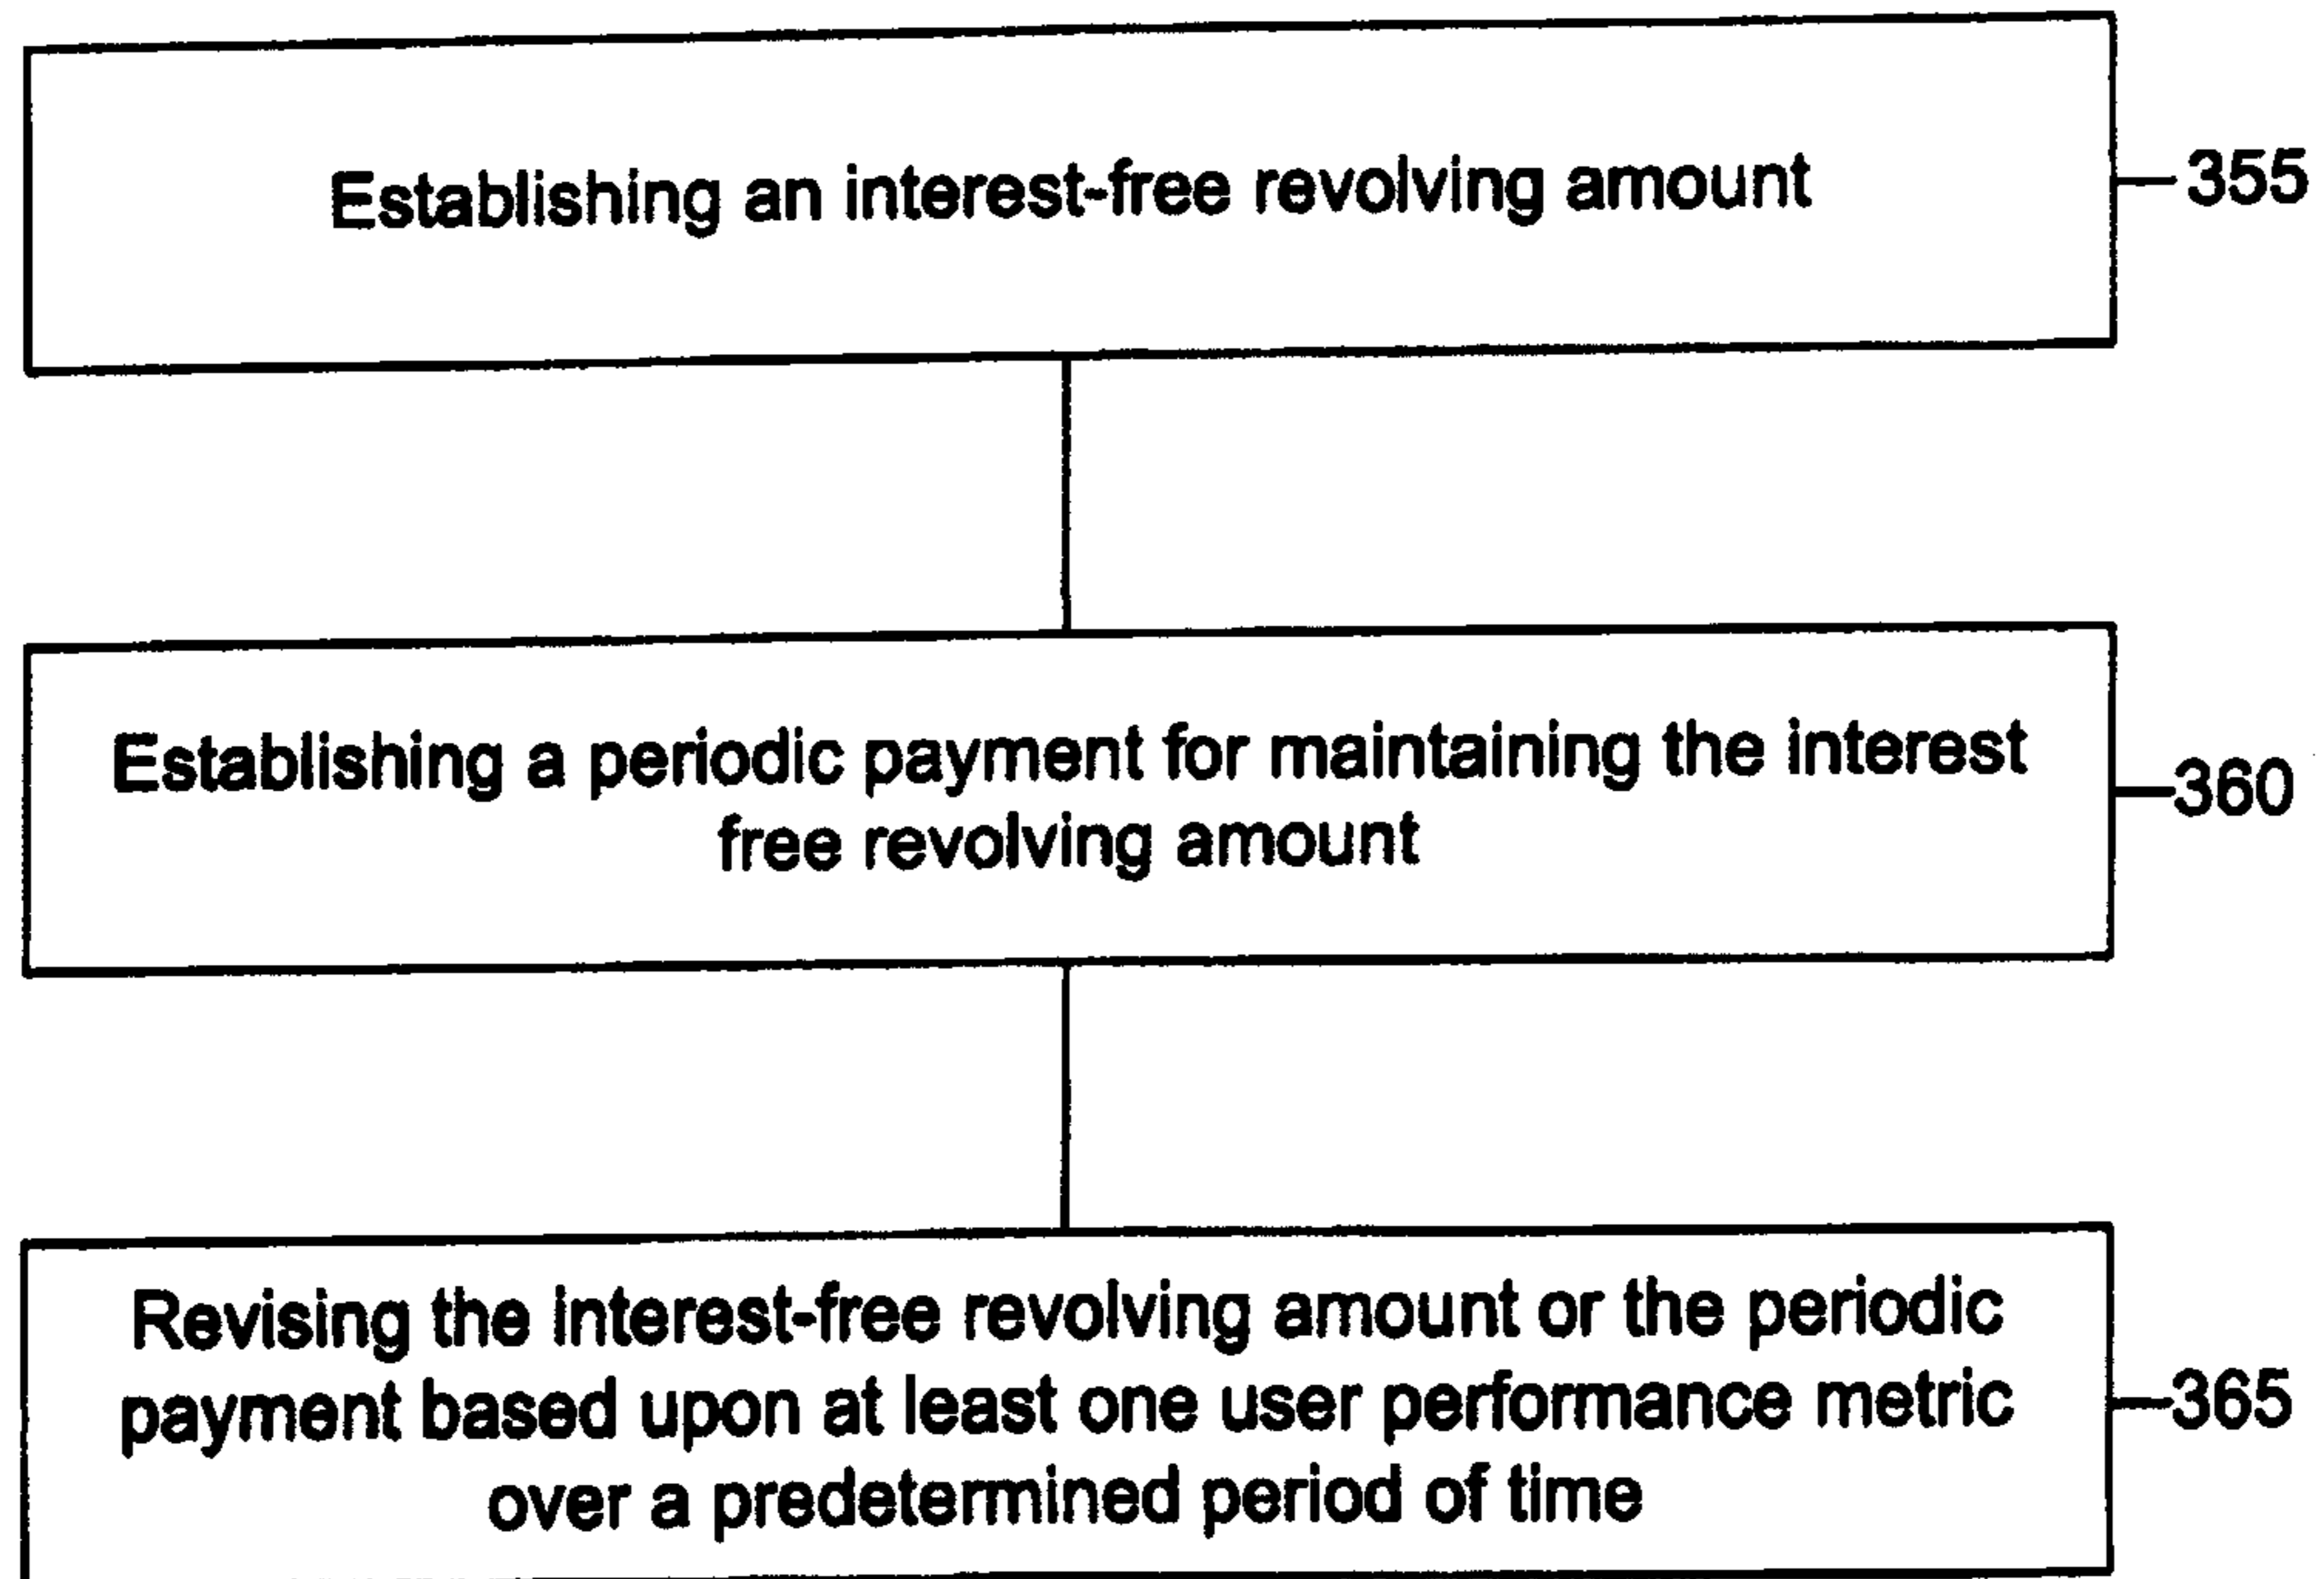 Establishing an interest-free revolving amount
355
Establishing a periodic payment for maintaining the interest
free revolving amount
360
Revising the interest-free revolving amount or the periodic
payment based upon at least one user performance metric
over a predetermined period of time
365